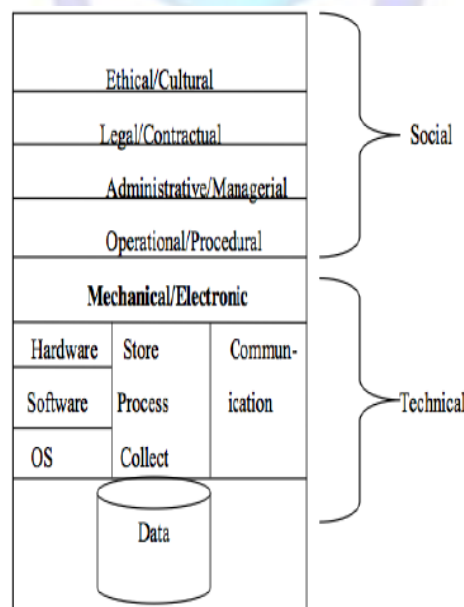 Ethical/Cultural
Legal/Contractual
Social
Administrative/Managerial
Operational/Procedural
Mechanical/Electronic
Hardware Store Commun-
Software Process ication Technical
OS Collect
Data